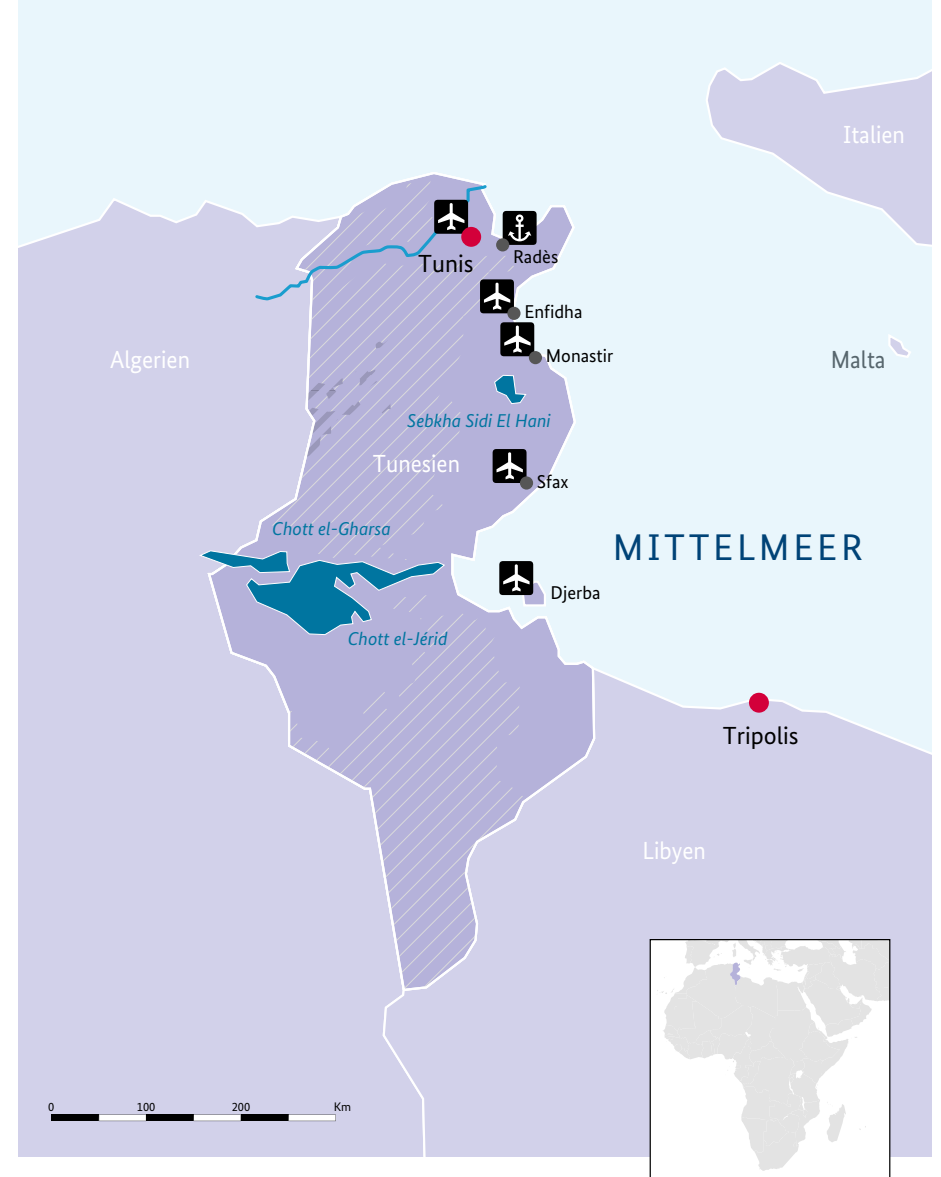 Italien
Tunis
Radès
Enfidha
Monastir
Algerien
Malta
Sebkha Sidi El Hani
Tunesien
Sfax
Chott el-Gharsa
MITTELMEER
Djerba
Chott el-Jérid
Tripolis
Libyen
0 100 200 Km